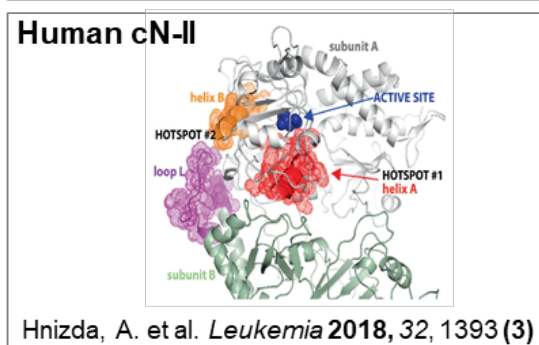 Human cN-II
subunit A
helix B
ACTIVE SITE
HOTSPOT #2
loop L
HOTSPOT #1
helix A
subunit B
Hnizda, A. et al. Leukemia 2018, 32, 1393 (3)